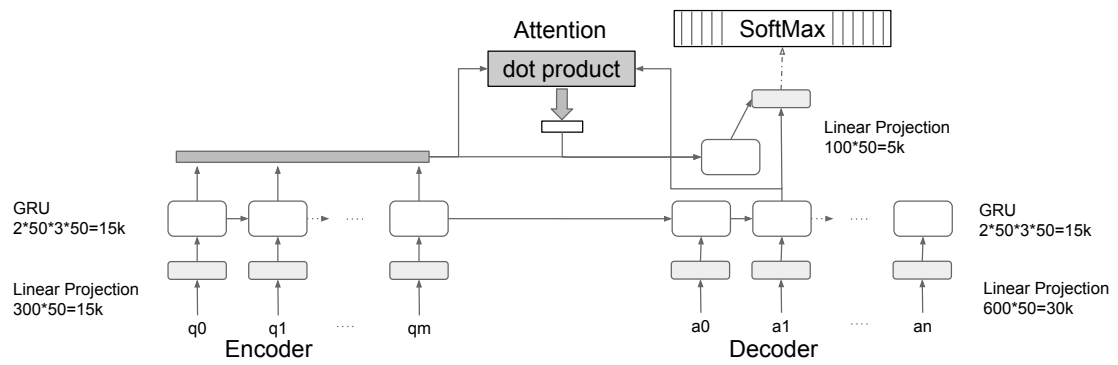 Attention
SoftMax
dot product
Linear Projection
100*50=5k
GRU
2*50*3*50=15k
GRU
2*50*3*50=15k
Linear Projection
300*50=15k
Linear Projection
600*50=30k
q0 q1 .... qm a0 a1 .... an
Encoder Decoder